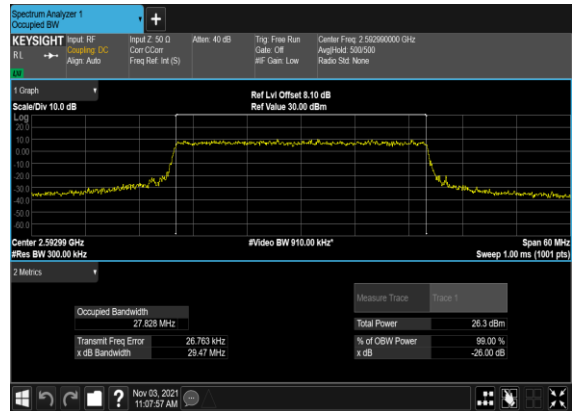 Spectrum Analyzer 1
Occupied BW
+
KEYSIGHT Input: RF Input Z: 50 Ω Atten: 40 dB Trig: Free Run Center Freq: 2.592990000 GHz
RL Coupling: DC Corr CCorr Gate: Off Avg|Hold: 500/500
Align: Auto Freq Ref: Int (S) #IF Gain: Low Radio Std: None
1 Graph
Ref Lvl Offset 8.10 dB
Scale/Div 10.0 dB Ref Value 30.00 dBm
Log
20.0
10.0
0.00
-10.0
-20.0
-30.0
-40.0
-50.0
-60.0
Center 2.59299 GHz #Video BW 910.00 kHz* Span 60 MHz
#Res BW 300.00 kHz Sweep 1.00 ms (1001 pts)
2 Metrics
Measure Trace Trace 1
Occupied Bandwidth
27.828 MHz Total Power 26.3 dBm
Transmit Freq Error 26.763 kHz % of OBW Power 99.00 %
x dB Bandwidth 29.47 MHz x dB -26.00 dB
? Nov 03, 2021
11:07:57 AM